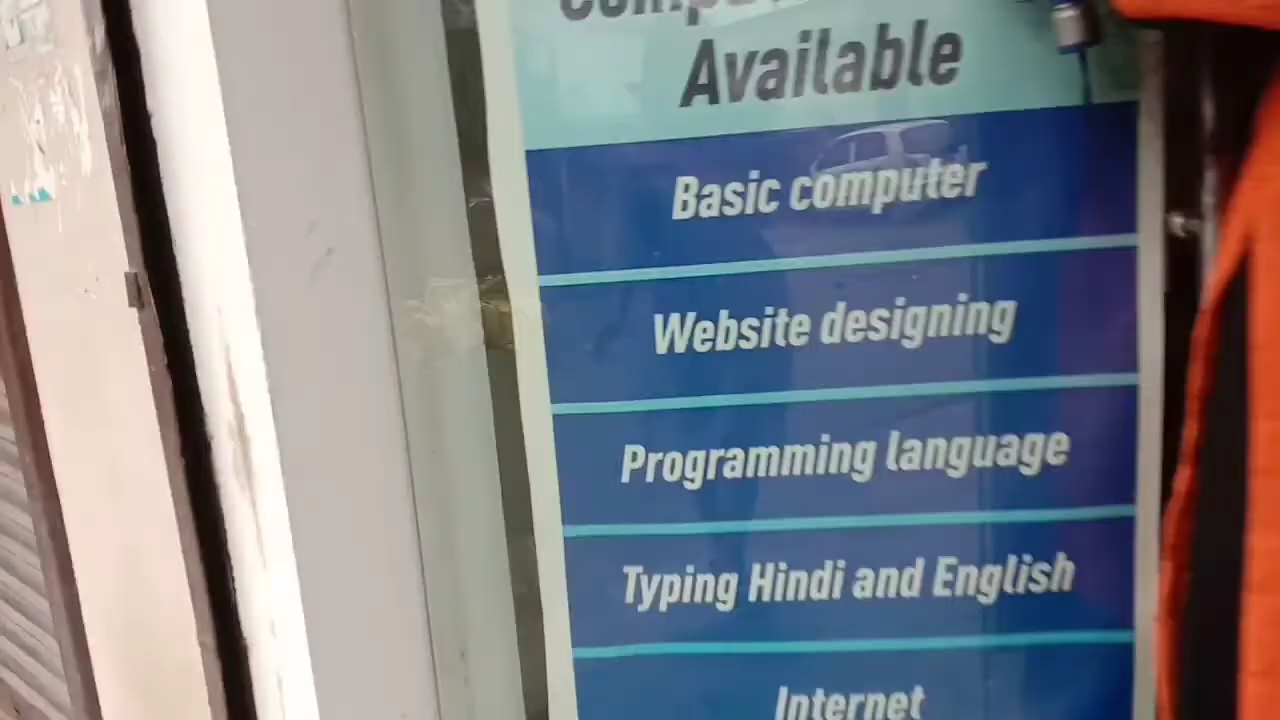 Available
Basic computer
Website designing
Programming language
Typing Hindi and English
Internet